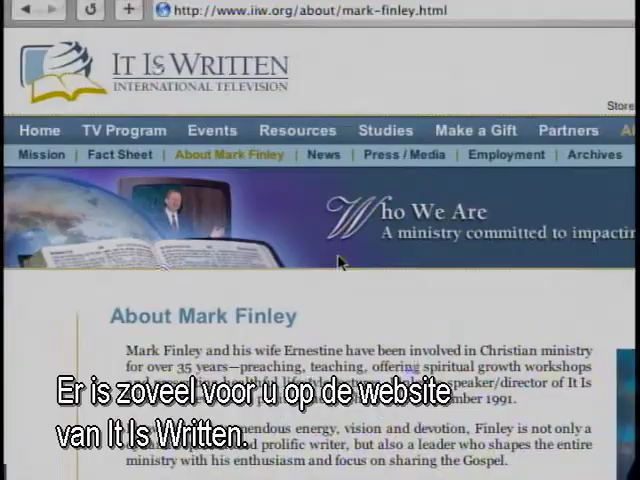 http://www.iiw.org/about/mark-finley.html
IT IS WRITTEN
INTERNATIONAL TELEVISION
Store
Home TV Program Events Resources Studies Make a Gift Partners
Mission | Fact Sheet | About Mark Finley | News | Press / Media | Employment | Archives
Who We Are
A ministry committed to impacti
About Mark Finley
Mark Finley and his wife Ernestine have been involved in Christian ministry
for over 35 years—preaching, teaching, offering spiritual growth workshops
speaker/director of It Is
1991.
Er is zoveel voor u op de website
van It Is Written.
energy, vision and devotion, Finley is not only a
and prolific writer, but also a leader who shapes the entire
ministry with his enthusiasm and focus on sharing the Gospel.